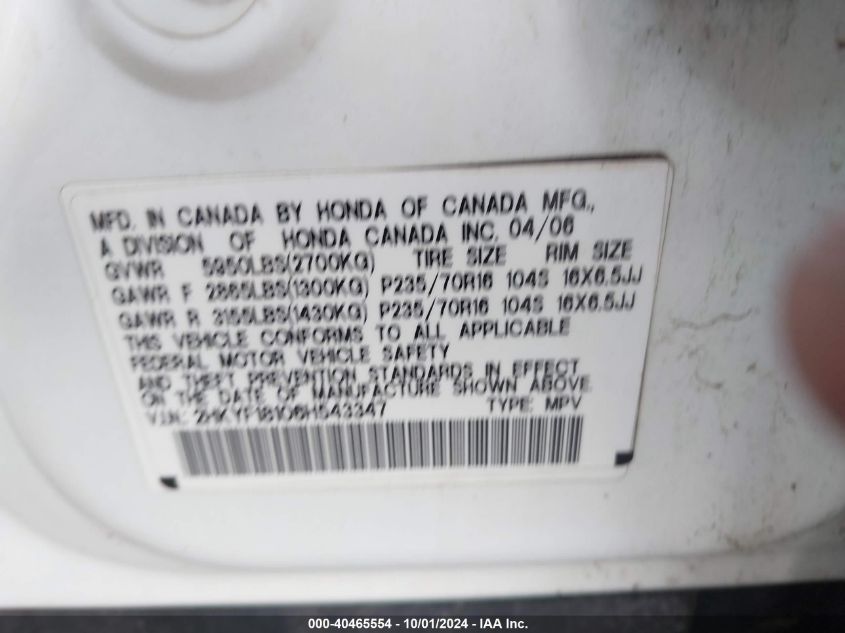 MFD. IN CANADA BY HONDA OF CANADA MFG.,
A DIVISION OF HONDA CANADA INC. 04/06
GVWR 5950LBS(2700KG) TIRE SIZE RIM SIZE
GAWR F 2865LBS(1300KG) P235/70R16 104S 16X6.5JJ
GAWR R 3155LBS(1430KG) P235/70R16 104S 16X6.5JJ
THIS VEHICLE CONFORMS TO ALL APPLICABLE
FEDERAL MOTOR VEHICLE SAFETY
AND THEFT PREVENTION STANDARDS IN EFFECT
ON THE DATE OF MANUFACTURE SHOWN ABOVE.
V.I.N: 2HKYF18106H543347 TYPE: MPV
000-40465554 - 10/01/2024 - IAA Inc.